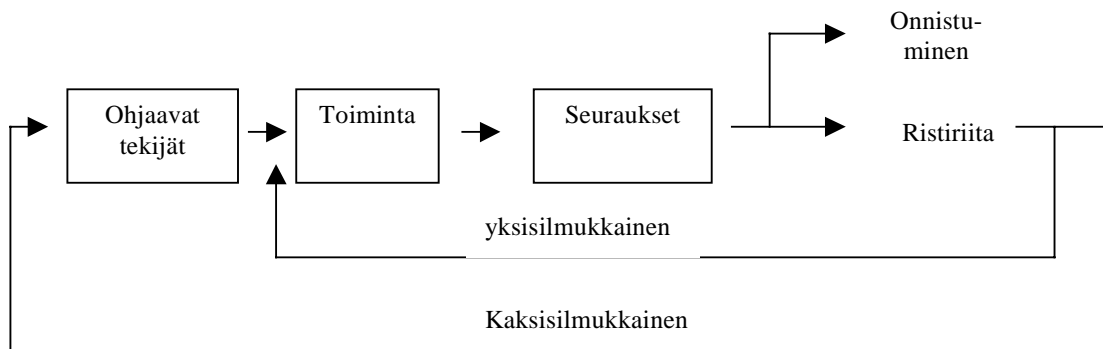 Onnistu-
minen
Ohjaavat
tekijät
Toiminta
Seuraukset
Ristiriita
yksisilmukkainen
Kaksisilmukkainen